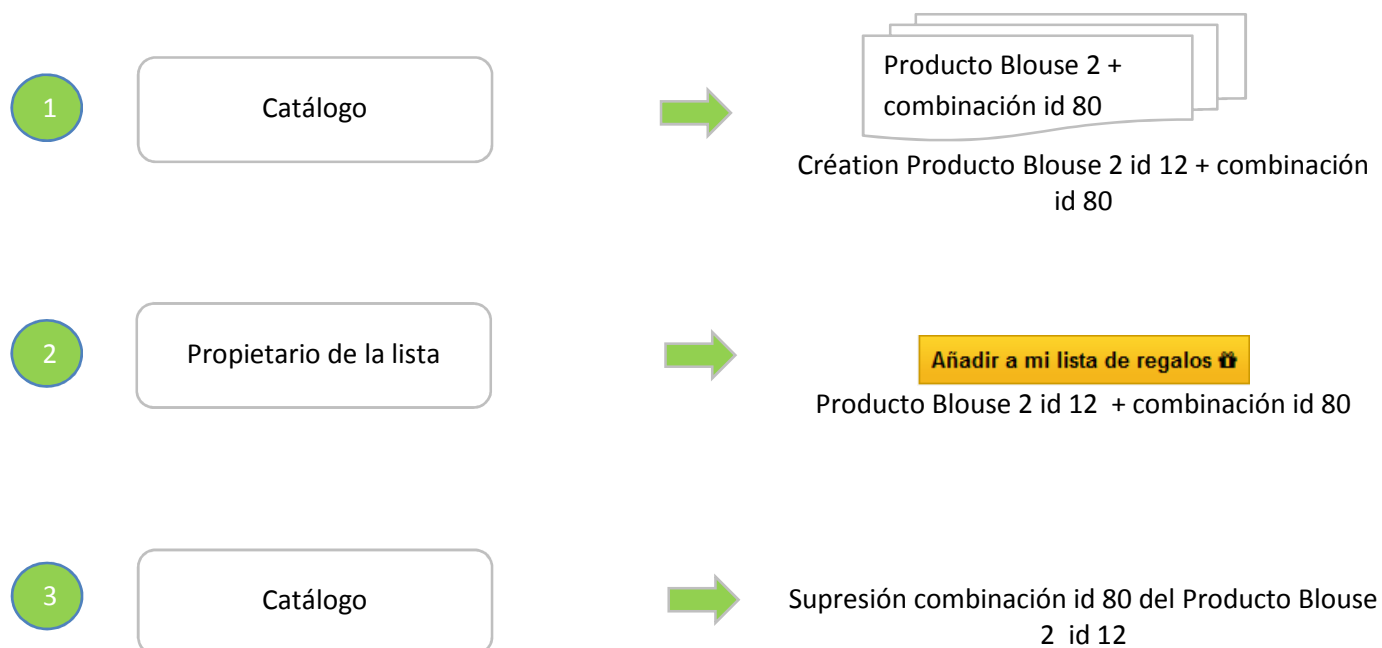 1
Catálogo
Producto Blouse 2 +
combinación id 80
Création Producto Blouse 2 id 12 + combinación
id 80
2
Propietario de la lista
Añadir a mi lista de regalos
Producto Blouse 2 id 12 + combinación id 80
3
Catálogo
Supresión combinación id 80 del Producto Blouse
2 id 12